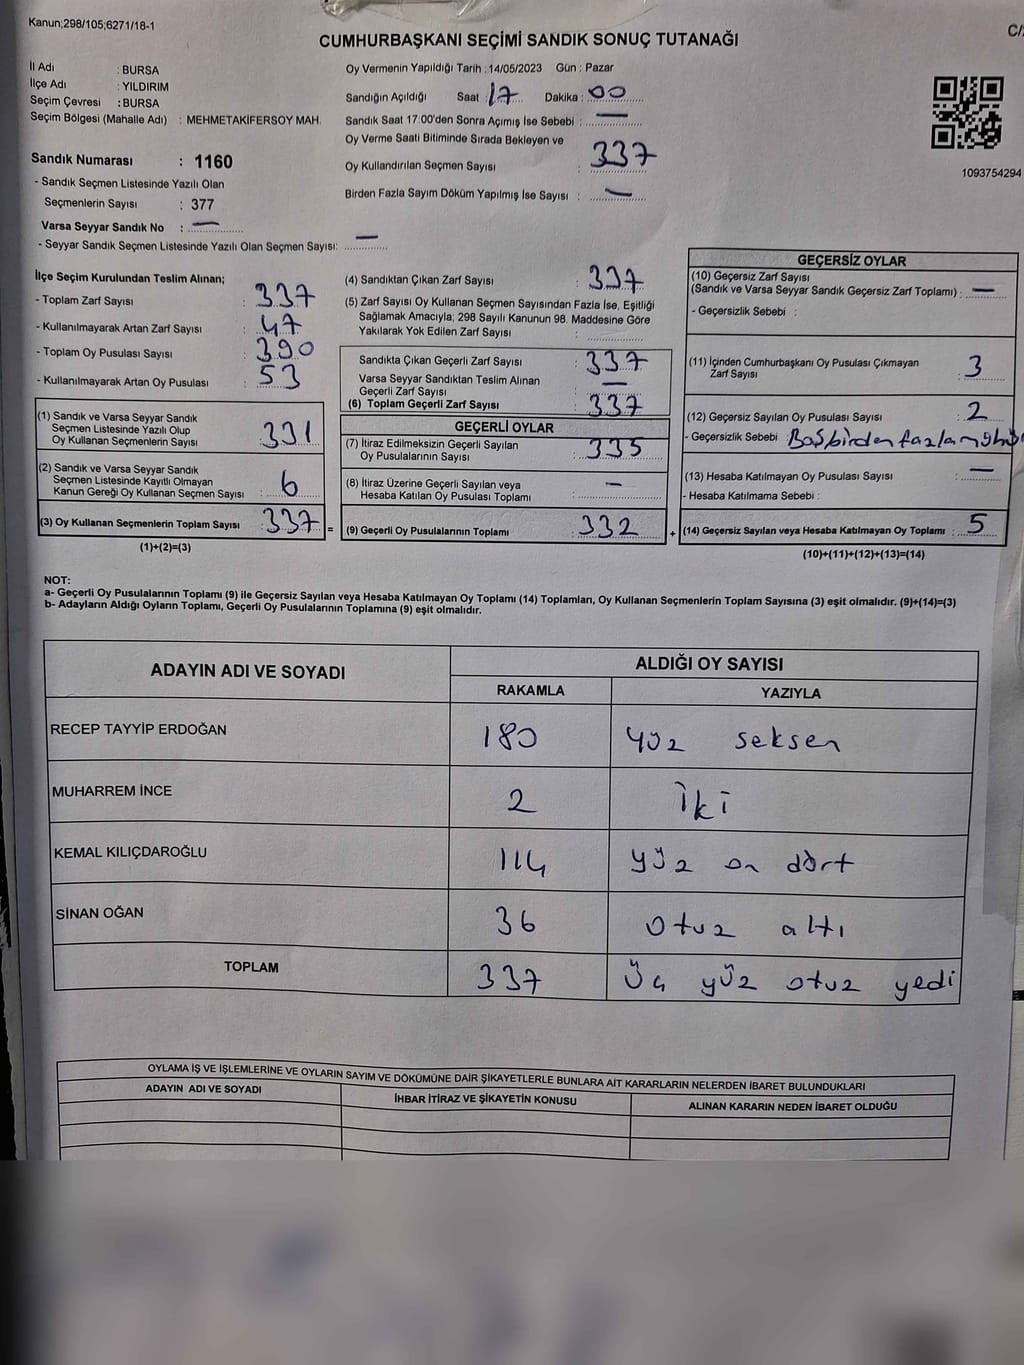 Kanun;298/105;6271/18-1
C/
CUMHURBAŞKANI SEÇİMİ SANDIK SONUÇ TUTANAĞI
İl Adı : BURSA
İlçe Adı : YILDIRIM
Seçim Çevresi : BURSA
Seçim Bölgesi (Mahalle Adı) : MEHMETAKİFERSOY MAH.
Sandık Numarası : 1160
- Sandık Seçmen Listesinde Yazılı Olan
Seçmenlerin Sayısı : 377
Varsa Seyyar Sandık No : —
- Seyyar Sandık Seçmen Listesinde Yazılı Olan Seçmen Sayısı: —
Oy Vermenin Yapıldığı Tarih : 14/05/2023 Gün : Pazar
Sandığın Açıldığı Saat : 17 Dakika : 00
Sandık Saat 17:00'den Sonra Açımış İse Sebebi : —
Oy Verme Saati Bitiminde Sırada Bekleyen ve
Oy Kullandırılan Seçmen Sayısı : 337
Birden Fazla Sayım Döküm Yapılmış İse Sayısı : —
1093754294
İlçe Seçim Kurulundan Teslim Alınan;
- Toplam Zarf Sayısı : 337
- Kullanılmayarak Artan Zarf Sayısı : 47
- Toplam Oy Pusulası Sayısı : 390
- Kullanılmayarak Artan Oy Pusulası : 53
(1) Sandık ve Varsa Seyyar Sandık
Seçmen Listesinde Yazılı Olup
Oy Kullanan Seçmenlerin Sayısı : 331
(2) Sandık ve Varsa Seyyar Sandık
Seçmen Listesinde Kayıtlı Olmayan
Kanun Gereği Oy Kullanan Seçmen Sayısı : 6
(3) Oy Kullanan Seçmenlerin Toplam Sayısı : 337 =
(1)+(2)=(3)
(4) Sandıktan Çıkan Zarf Sayısı : 337
(5) Zarf Sayısı Oy Kullanan Seçmen Sayısından Fazla İse, Eşitliği
Sağlamak Amacıyla; 298 Sayılı Kanunun 98. Maddesine Göre
Yakılarak Yok Edilen Zarf Sayısı :
Sandıkta Çıkan Geçerli Zarf Sayısı : 337
Varsa Seyyar Sandıktan Teslim Alınan
Geçerli Zarf Sayısı : —
(6) Toplam Geçerli Zarf Sayısı : 337
GEÇERLİ OYLAR
(7) İtiraz Edilmeksizin Geçerli Sayılan
Oy Pusulalarının Sayısı : 335
(8) İtiraz Üzerine Geçerli Sayılan veya
Hesaba Katılan Oy Pusulası Toplamı : —
(9) Geçerli Oy Pusulalarının Toplamı : 332 +
GEÇERSİZ OYLAR
(10) Geçersiz Zarf Sayısı
(Sandık ve Varsa Seyyar Sandık Geçersiz Zarf Toplamı) : —
- Geçersizlik Sebebi :
(11) İçinden Cumhurbaşkanı Oy Pusulası Çıkmayan
Zarf Sayısı : 3
(12) Geçersiz Sayılan Oy Pusulası Sayısı : 2
- Geçersizlik Sebebi : birden fazla
(13) Hesaba Katılmayan Oy Pusulası Sayısı : —
- Hesaba Katılmama Sebebi :
(14) Geçersiz Sayılan veya Hesaba Katılmayan Oy Toplamı : 5
(10)+(11)+(12)+(13)=(14)
NOT:
a- Geçerli Oy Pusulalarının Toplamı (9) ile Geçersiz Sayılan veya Hesaba Katılmayan Oy Toplamı (14) Toplamları, Oy Kullanan Seçmenlerin Toplam Sayısına (3) eşit olmalıdır. (9)+(14)=(3)
b- Adayların Aldığı Oyların Toplamı, Geçerli Oy Pusulalarının Toplamına (9) eşit olmalıdır.
ADAYIN ADI VE SOYADI ALDIĞI OY SAYISI
RAKAMLA YAZIYLA
RECEP TAYYİP ERDOĞAN 180 Yüz seksen
MUHARREM İNCE 2 İki
KEMAL KILIÇDAROĞLU 114 yüz on dört
SİNAN OĞAN 36 Otuz altı
TOPLAM 337 Üç yüz otuz yedi
OYLAMA İŞ VE İŞLEMLERİNE VE OYLARIN SAYIM VE DÖKÜMÜNE DAİR ŞİKAYETLERLE BUNLARA AİT KARARLARIN NELERDEN İBARET BULUNDUKLARI
ADAYIN ADI VE SOYADI İHBAR İTİRAZ VE ŞİKAYETİN KONUSU ALINAN KARARIN NEDEN İBARET OLDUĞU